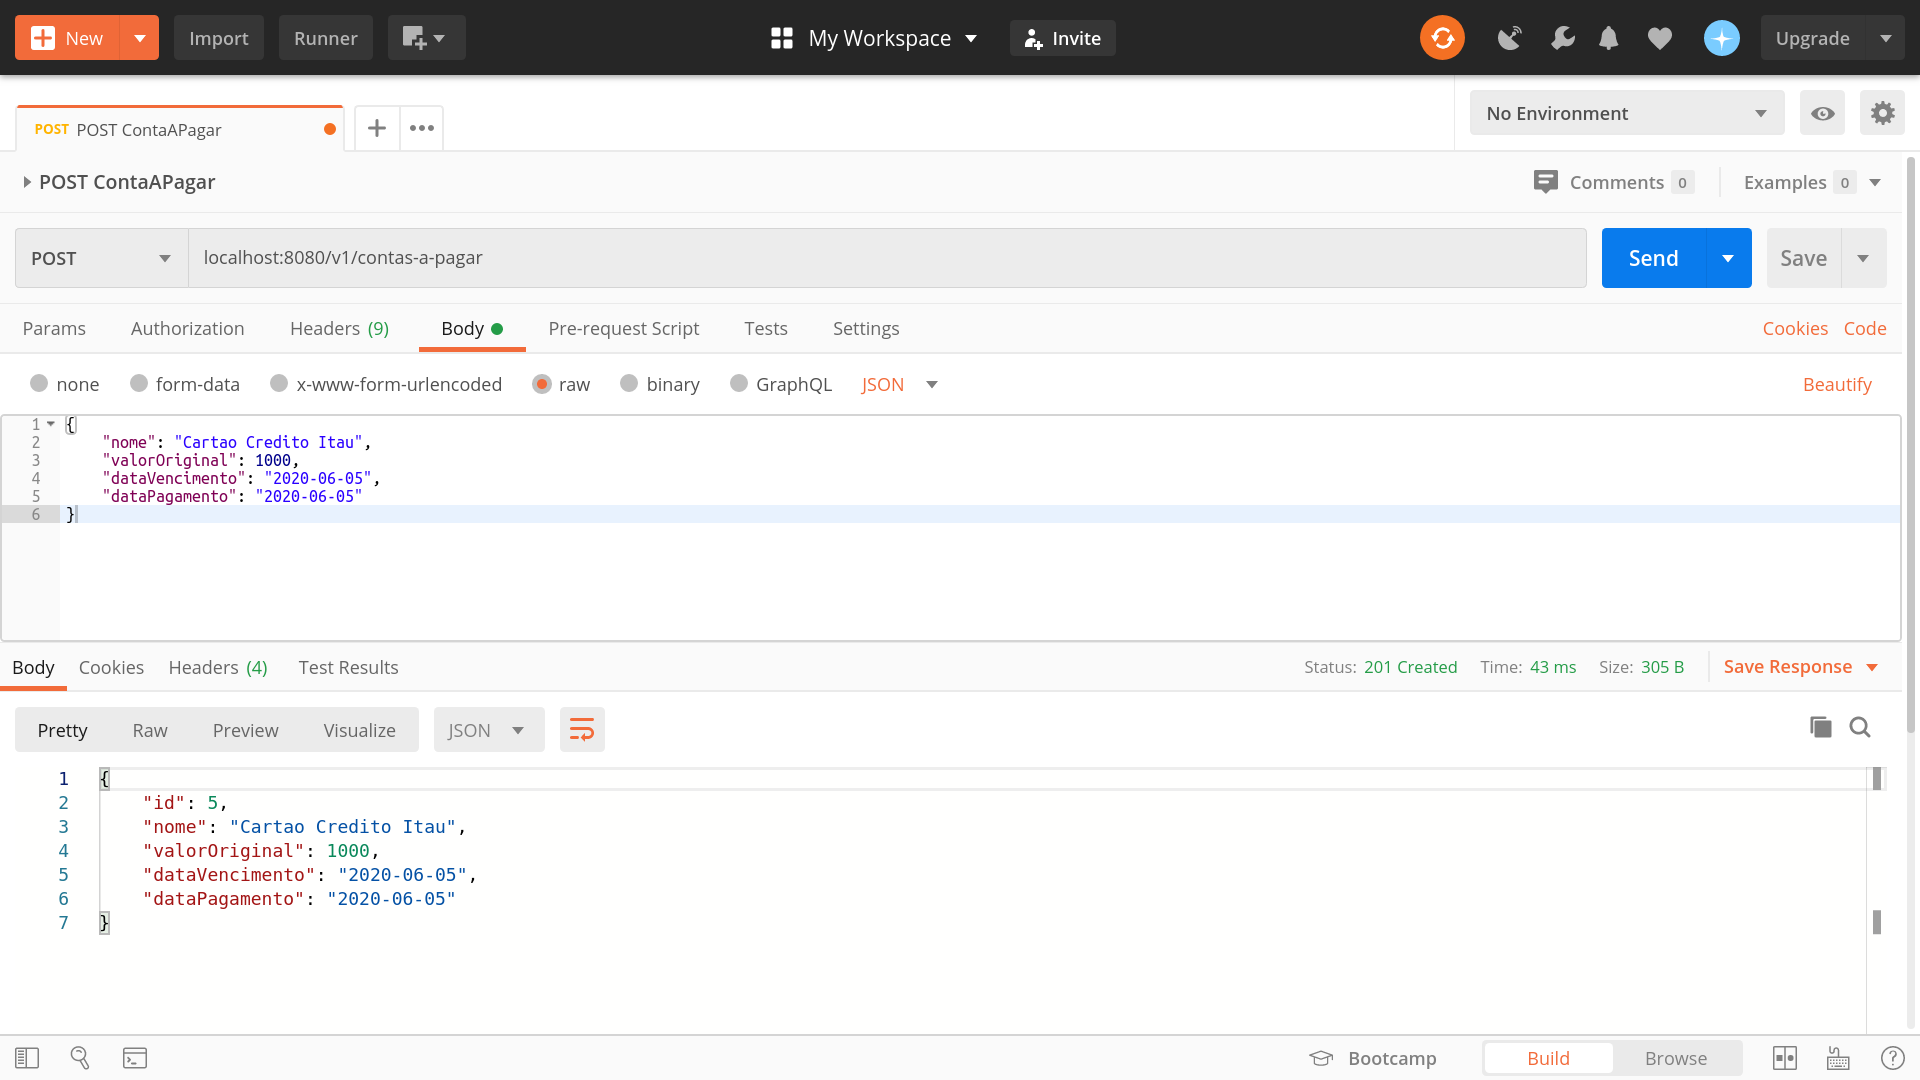 New Import Runner My Workspace Invite Upgrade
POST POST ContaAPagar No Environment
POST ContaAPagar Comments 0 Examples 0
POST localhost:8080/v1/contas-a-pagar Send Save
Params Authorization Headers (9) Body Pre-request Script Tests Settings Cookies Code
none form-data x-www-form-urlencoded raw binary GraphQL JSON Beautify
1 {
2 "nome": "Cartao Credito Itau",
3 "valorOriginal": 1000,
4 "dataVencimento": "2020-06-05",
5 "dataPagamento": "2020-06-05"
6 }
Body Cookies Headers (4) Test Results Status: 201 Created Time: 43 ms Size: 305 B Save Response
Pretty Raw Preview Visualize JSON
1 {
2 "id": 5,
3 "nome": "Cartao Credito Itau",
4 "valorOriginal": 1000,
5 "dataVencimento": "2020-06-05",
6 "dataPagamento": "2020-06-05"
7 }
Bootcamp Build Browse